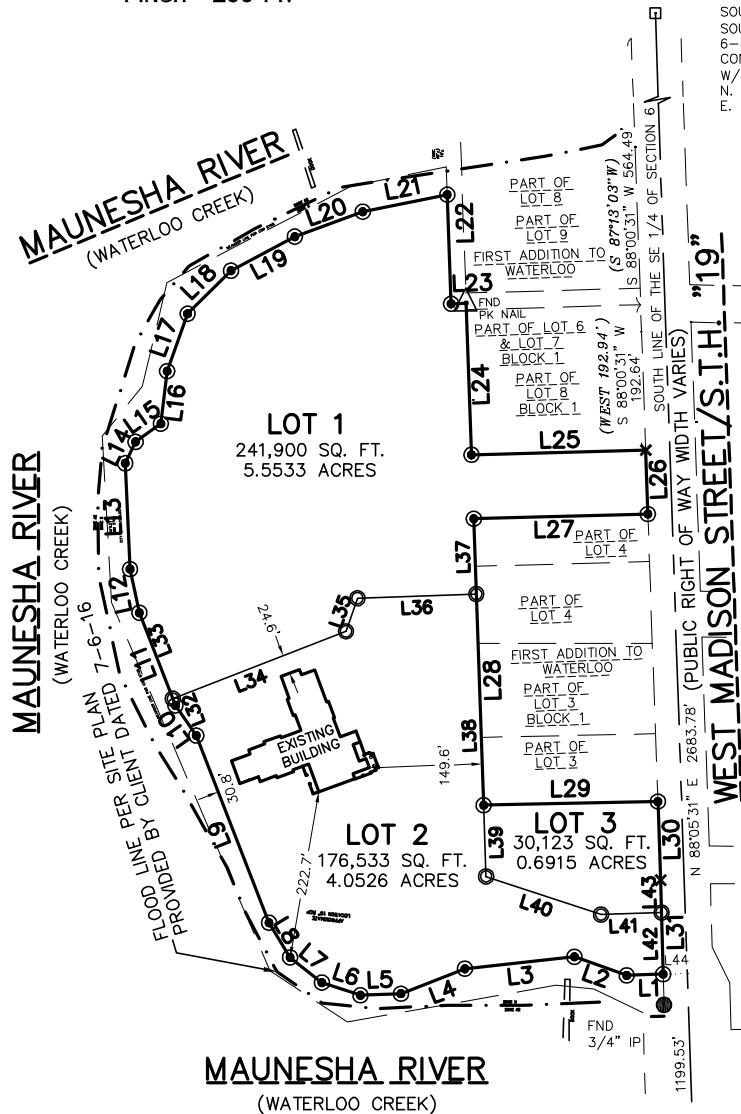 SOU
SOU
6-
CON
W/
N.
E.
MAUNESHA RIVER
(WATERLOO CREEK)
L21
L20
L19
L18
L17
L16
L15
L14
L13
L12
L33
L11
L32
L10
L22
L23
FND
PK NAIL
L24
PART OF
LOT 8
PART OF
LOT 9
FIRST ADDITION TO
WATERLOO
PART OF LOT 6
& LOT 7
BLOCK 1
PART OF
LOT 8
BLOCK 1
(S 87°13'03"W)
S 88°00'31" W 564.49'
(WEST 192.94')
S 88°00'31" W
192.64'
SOUTH LINE OF THE SE 1/4 OF SECTION 6
LOT 1
241,900 SQ. FT.
5.5533 ACRES
L25
L26
L27
PART OF
LOT 4
L37
L36
L35
L34
24.6'
PART OF
LOT 4
FIRST ADDITION TO
WATERLOO
PART OF
LOT 3
BLOCK 1
PART OF
LOT 3
L28
L38
MAUNESHA RIVER
(WATERLOO CREEK)
FLOOD LINE PER SITE PLAN
PROVIDED BY CLIENT DATED 7-6-16
EXISTING
BUILDING
149.6'
30.8'
222.7'
L9
L29
LOT 2
176,533 SQ. FT.
4.0526 ACRES
LOT 3
30,123 SQ. FT.
0.6915 ACRES
L39
L40
L41
L30
L43
L31
L42
L44
L8
L7
L6
L5
L4
L3
L2
L1
FND
3/4" IP
N 88°05'31" E 2683.78'
(PUBLIC RIGHT OF WAY WIDTH VARIES)
WEST MADISON STREET/S.T.H. "19"
1199.53'
MAUNESHA RIVER
(WATERLOO CREEK)